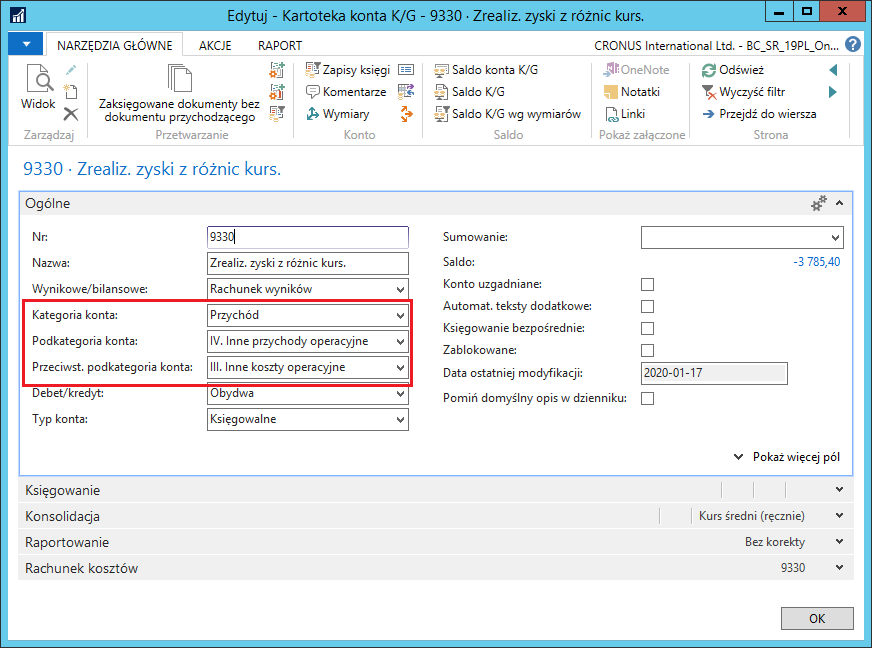 Edytuj - Kartoteka konta K/G - 9330 · Zrealiz. zyski z różnic kurs.
NARZĘDZIA GŁÓWNE AKCJE RAPORT CRONUS International Ltd. - BC_SR_19PL_On... ?
Widok
Zaksięgowane dokumenty bez dokumentu przychodzącego
Zapisy księgi
Komentarze
Wymiary
Saldo konta K/G
Saldo K/G
Saldo K/G wg wymiarów
OneNote
Notatki
Linki
Odśwież
Wyczyść filtr
Przejdź do wiersza
Zarządzaj Przetwarzanie Konto Saldo Pokaż załączone Strona
9330 · Zrealiz. zyski z różnic kurs.
Ogólne
Nr: 9330
Nazwa: Zrealiz. zyski z różnic kurs.
Wynikowe/bilansowe: Rachunek wyników
Kategoria konta: Przychód
Podkategoria konta: IV. Inne przychody operacyjne
Przeciwst. podkategoria konta: III. Inne koszty operacyjne
Debet/kredyt: Obydwa
Typ konta: Księgowalne
Sumowanie:
Saldo: -3 785,40
Konto uzgadniane:
Automat. teksty dodatkowe:
Księgowanie bezpośrednie:
Zablokowane:
Data ostatniej modyfikacji: 2020-01-17
Pomiń domyślny opis w dzienniku:
Pokaż więcej pól
Księgowanie
Konsolidacja Kurs średni (ręcznie)
Raportowanie Bez korekty
Rachunek kosztów 9330
OK